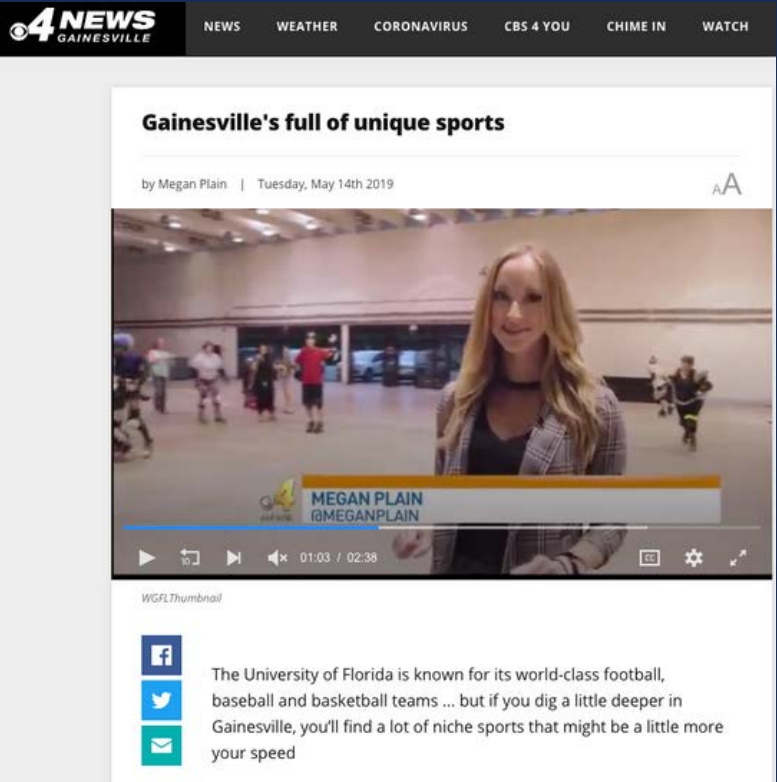 4 NEWS
GAINESVILLE
NEWS WEATHER CORONAVIRUS CBS 4 YOU CHIME IN WATCH
Gainesville's full of unique sports
by Megan Plain | Tuesday, May 14th 2019 AA
4
MEGAN PLAIN
@MEGANPLAIN
10 01:03 / 02:38 CC
WGFLThumbnail
The University of Florida is known for its world-class football,
baseball and basketball teams ... but if you dig a little deeper in
Gainesville, you'll find a lot of niche sports that might be a little more
your speed